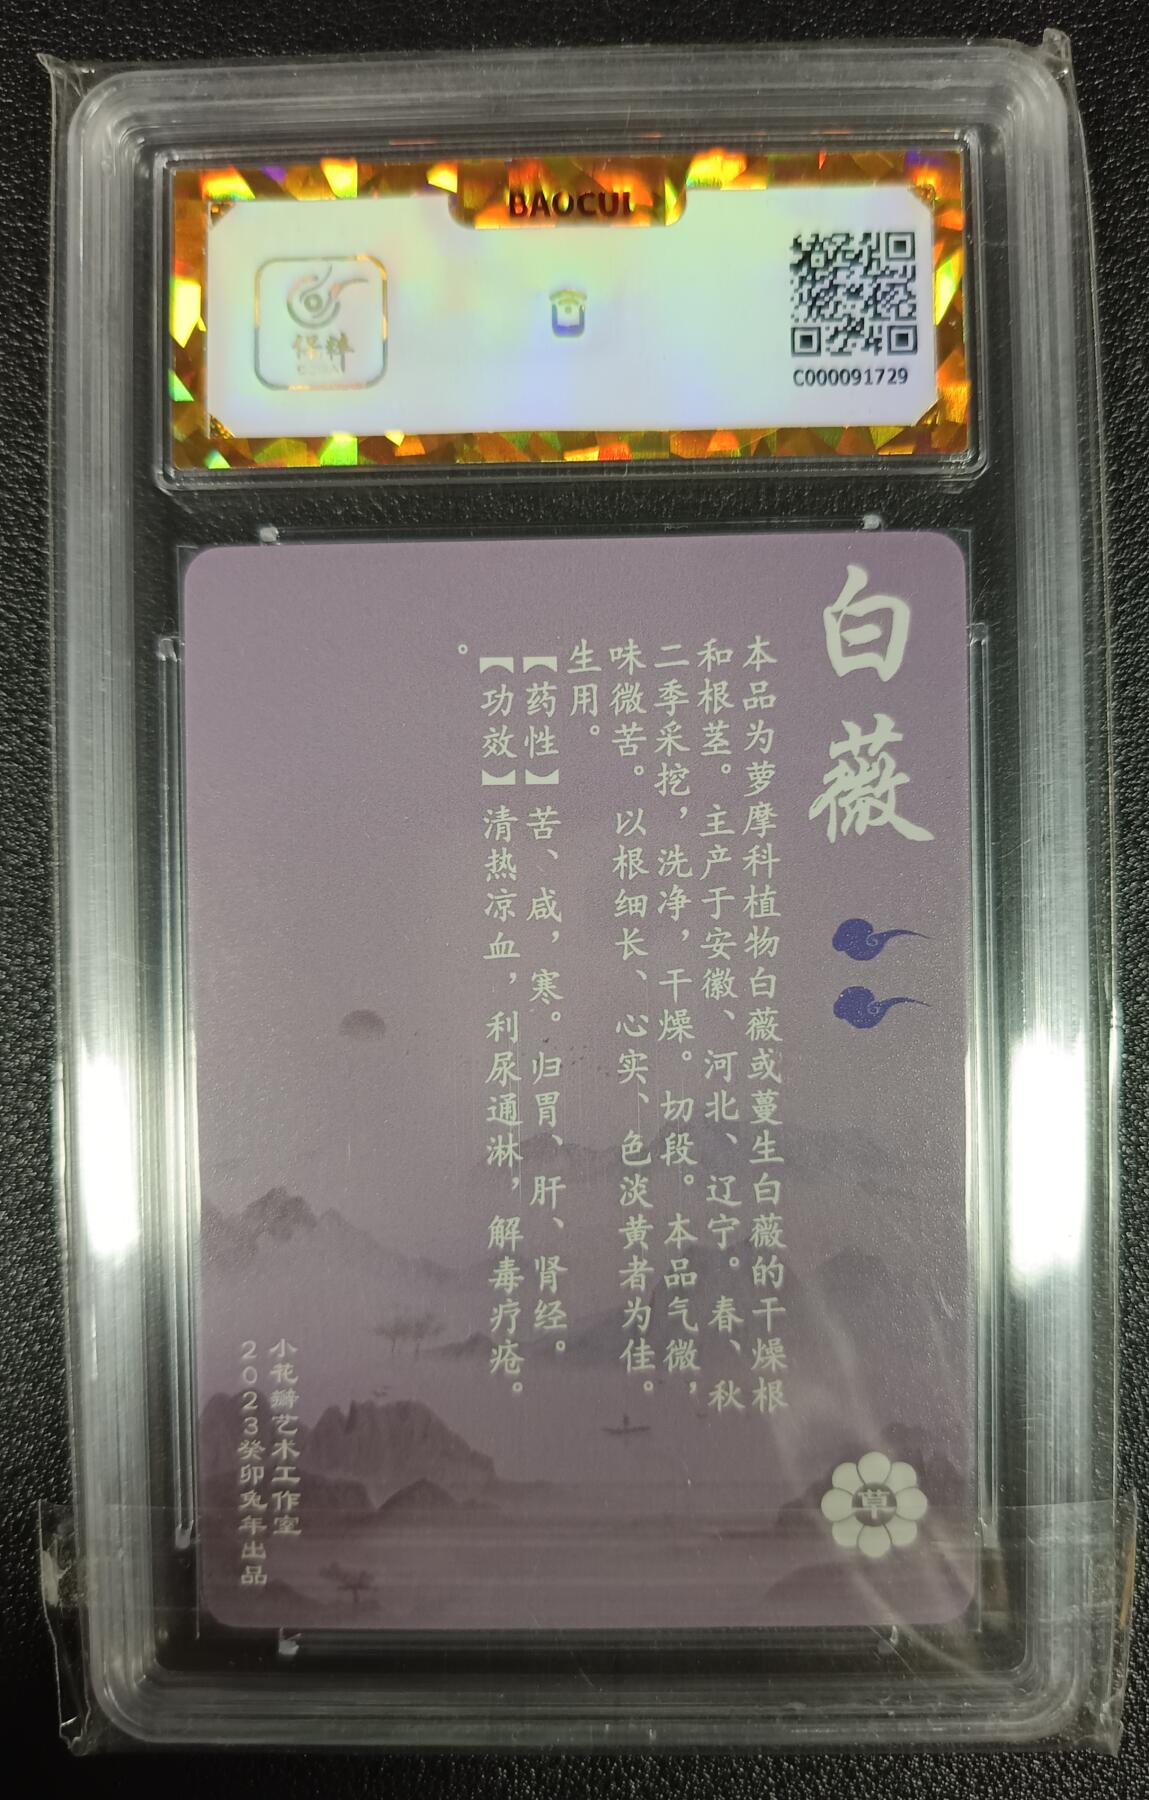 BAOCUI
保粹
C000091729
白薇
本品为萝摩科植物白薇或蔓生白薇的干燥根
和根茎。主产于安徽、河北、辽宁。春、秋
二季采挖，洗净，干燥。切段。本品气微，
味微苦。以根细长、心实、色淡黄者为佳。
生用。
【药性】苦、咸，寒。归胃、肝、肾经。
【功效】清热凉血，利尿通淋，解毒疗疮。
。
草
小花瓣艺术工作室
2023癸卯兔年出品